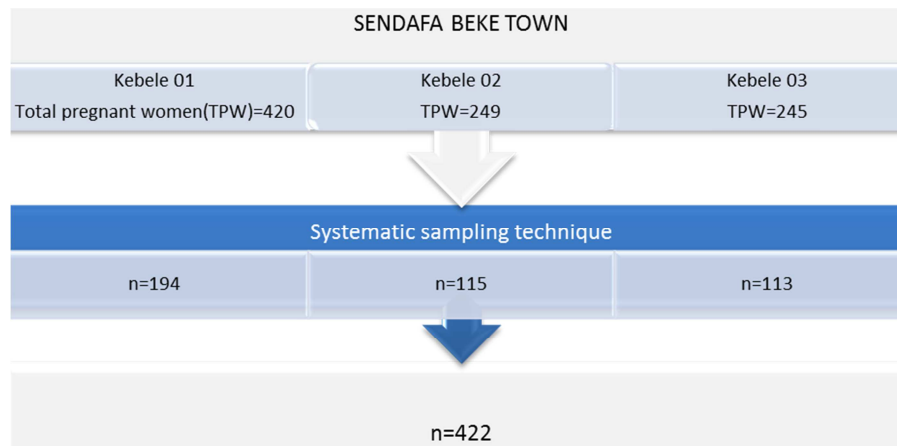 SENDAFA BEKE TOWN
Kebele 01
Total pregnant women(TPW)=420
Kebele 02
TPW=249
Kebele 03
TPW=245
Systematic sampling technique
n=194
n=115
n=113
n=422